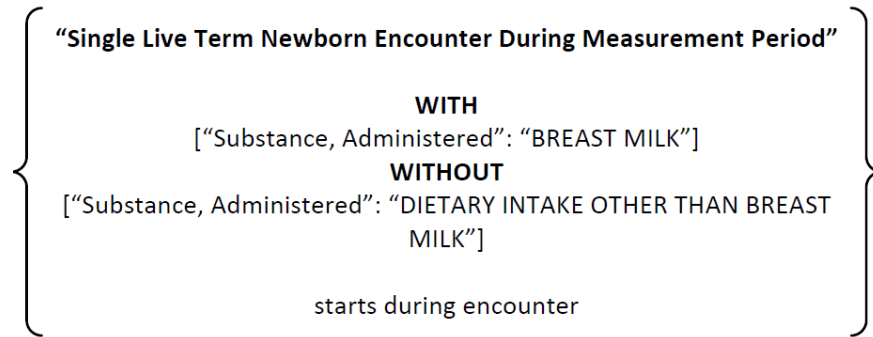 “Single Live Term Newborn Encounter During Measurement Period”
WITH
[“Substance, Administered”: “BREAST MILK”]
WITHOUT
[“Substance, Administered”: “DIETARY INTAKE OTHER THAN BREAST
MILK”]
starts during encounter